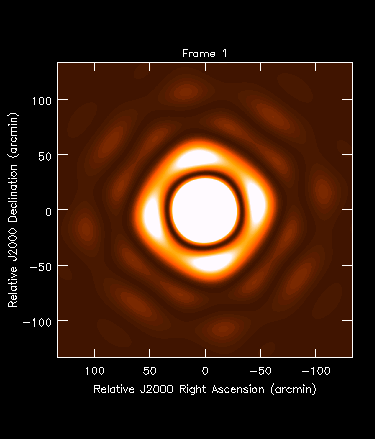 Frame 1
Relative J2000 Declination (arcmin)
100
50
0
−50
−100
100 50 0 −50 −100
Relative J2000 Right Ascension (arcmin)